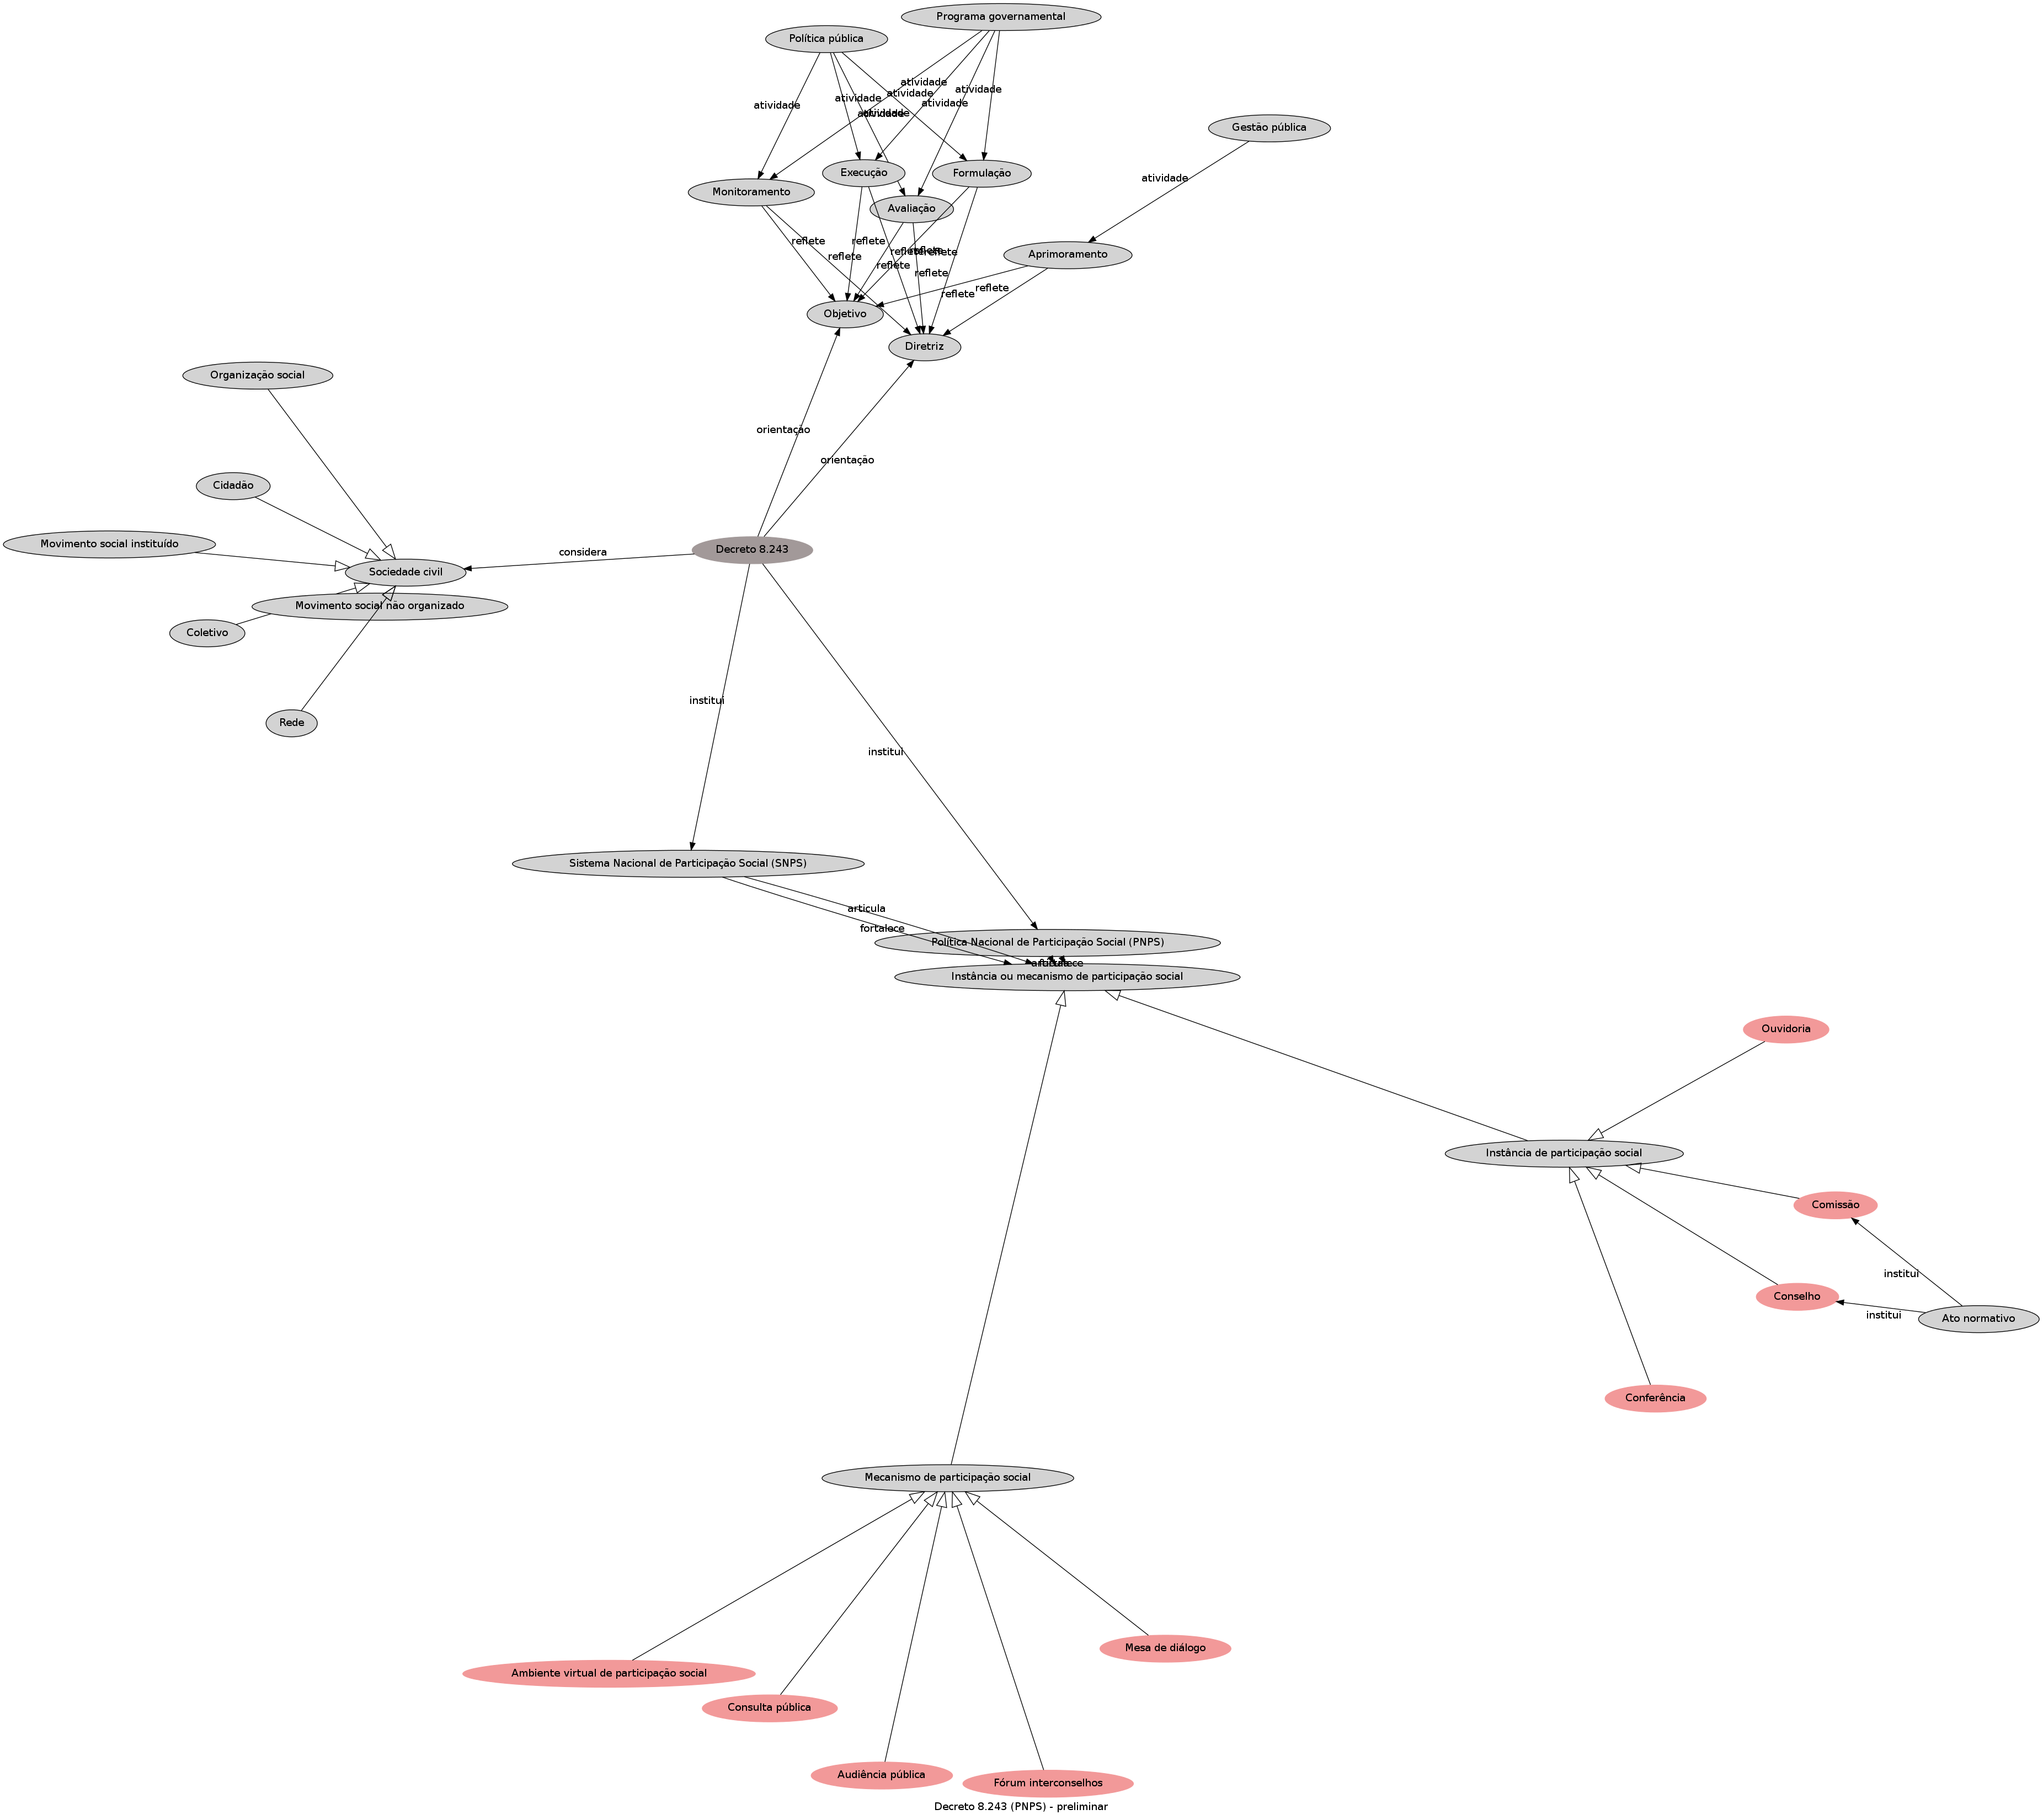 Programa governamental
Política pública
atividade
atividade
atividade
atividade
atividade
atividade
atividade
atividade
Gestão pública
atividade
Execução
Formulação
Monitoramento
Avaliação
Aprimoramento
reflete
reflete
reflete
reflete
reflete
reflete
reflete
reflete
reflete
reflete
Objetivo
Diretriz
Organização social
orientação
orientação
Cidadão
Movimento social instituído
considera
Decreto 8.243
Sociedade civil
Movimento social não organizado
Coletivo
Rede
institui
institui
Sistema Nacional de Participação Social (SNPS)
articula
fortalece
Política Nacional de Participação Social (PNPS)
articula
fortalece
Instância ou mecanismo de participação social
Ouvidoria
Instância de participação social
Comissão
institui
Conselho
institui
Ato normativo
Conferência
Mecanismo de participação social
Mesa de diálogo
Ambiente virtual de participação social
Consulta pública
Audiência pública
Fórum interconselhos
Decreto 8.243 (PNPS) - preliminar